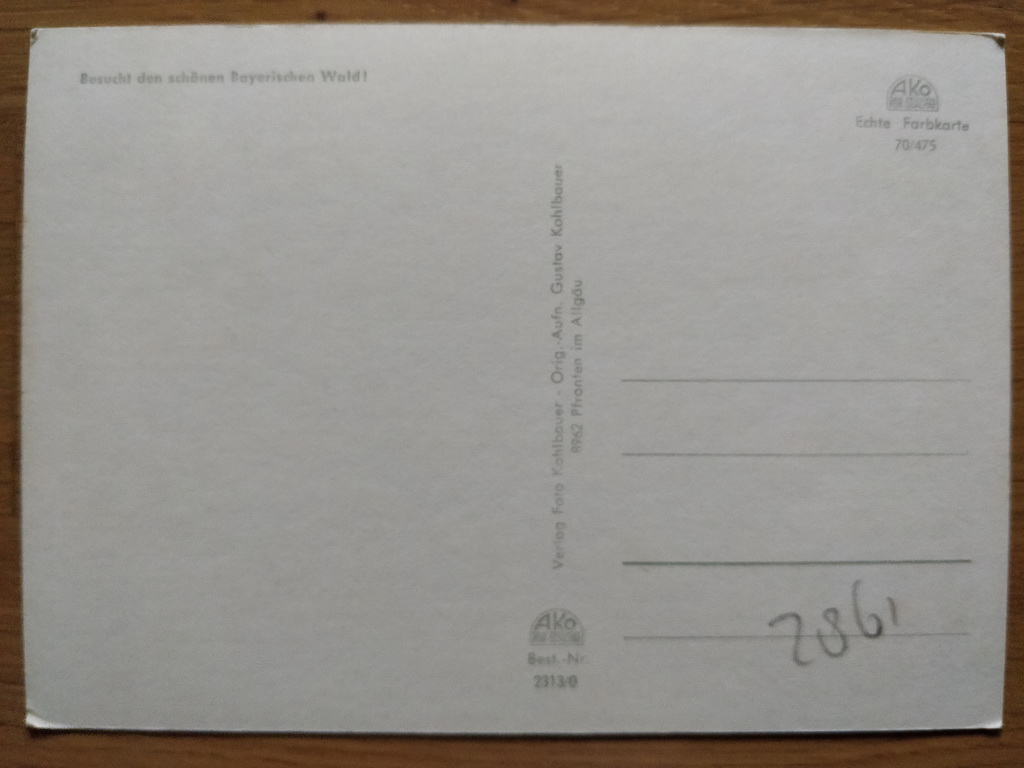 Besucht den schönen Bayerischen Wald!
AKO
Echte Farbkarte
70/475
Verlag Foto Kohlbauer - Orig.-Aufn. Gustav Kohlbauer
8962 Pfronten im Allgäu
AKO
Best.-Nr.
2313/0
2861